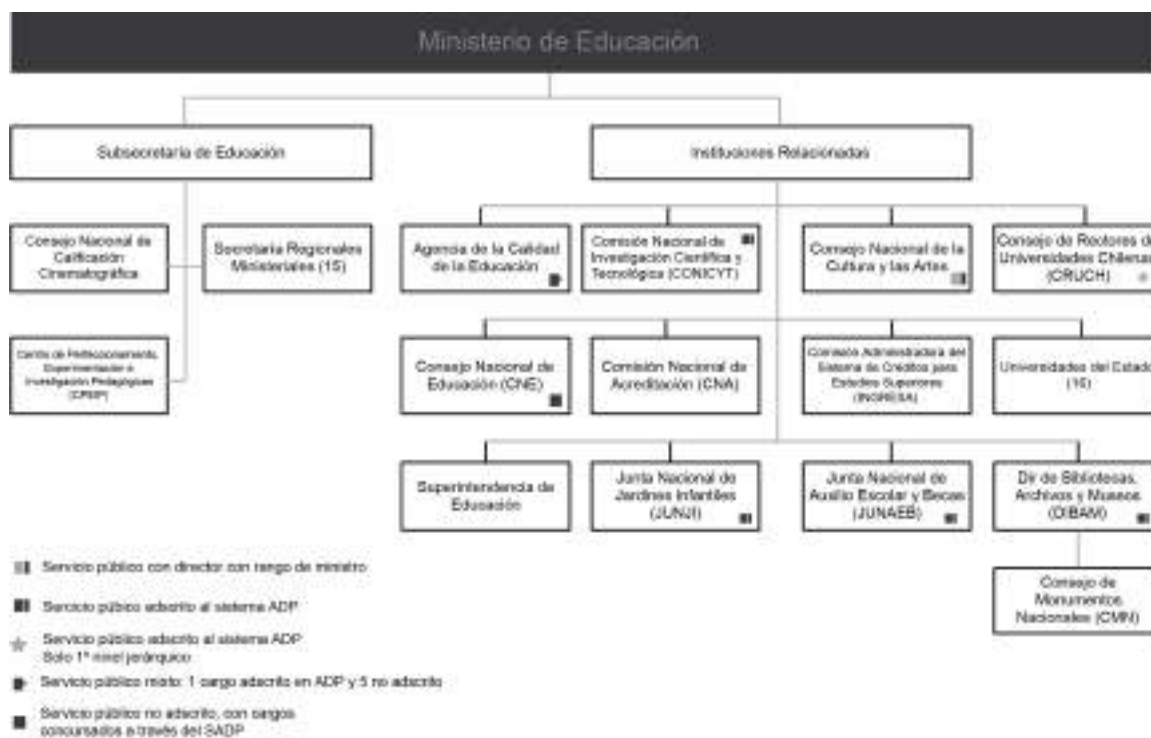 Ministerio de Educación
Subsecretaría de Educación
Instituciones Relacionadas
Consejo Nacional de
Calificación
Cinematográfica
Secretaria Regionales
Ministeriales (15)
Agencia de la Calidad
de la Educación
Comisión Nacional de
Investigación Científica y
Tecnológica (CONICYT)
Consejo Nacional de la
Cultura y las Artes
Consejo de Rectores de
Universidades Chilenas
(CRUCH)
Centro de Perfeccionamiento,
Experimentación e
Investigación Pedagógicas
(CPEIP)
Consejo Nacional de
Educación (CNE)
Comisión Nacional de
Acreditación (CNA)
Comisión Administradora del
Sistema de Créditos para
Estudios Superiores
(INGRESA)
Universidades del Estado
(16)
Superintendencia de
Educación
Junta Nacional de
Jardines Infantiles
(JUNJI)
Junta Nacional de
Auxilio Escolar y Becas
(JUNAEB)
Dir de Bibliotecas,
Archivos y Museos
(DIBAM)
Consejo de
Monumentos
Nacionales (CMN)
Servicio público con director con rango de ministro
adscrito al sistema ADP
Servicio público adscrito al sistema ADP
Solo 1º nivel jerárquico
Servicio público mixto: 1 cargo adscrito en ADP y 5 no adscrito
Servicio público no adscrito, con cargos
concursados a través del SADP